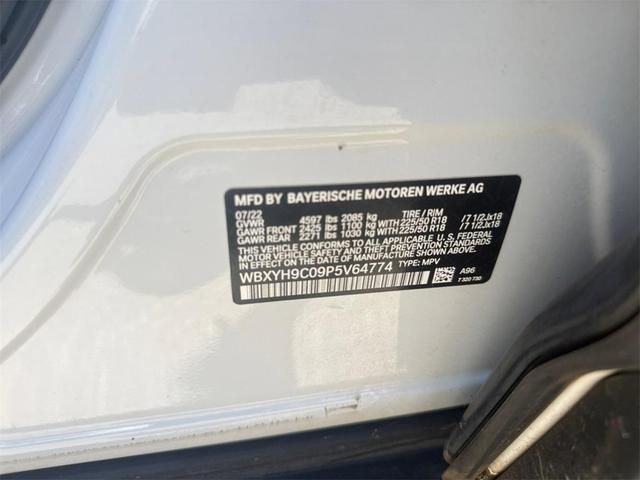 MFD BY BAYERISCHE MOTOREN WERKE AG
07/22 TIRE / RIM
GVWR 4597 lbs 2085 kg
GAWR FRONT 2425 lbs 1100 kg WITH 225/50 R18 / 7 1/2Jx18
GAWR REAR 2271 lbs 1030 kg WITH 225/50 R18 / 7 1/2Jx18
THIS VEHICLE CONFORMS TO ALL APPLICABLE U.S. FEDERAL
MOTOR VEHICLE SAFETY AND THEFT PREVENTION STANDARDS
IN EFFECT ON THE DATE OF MANUFACTURE SHOWN ABOVE.
WBXYH9C09P5V64774 TYPE: MPV
A96
7 320 730